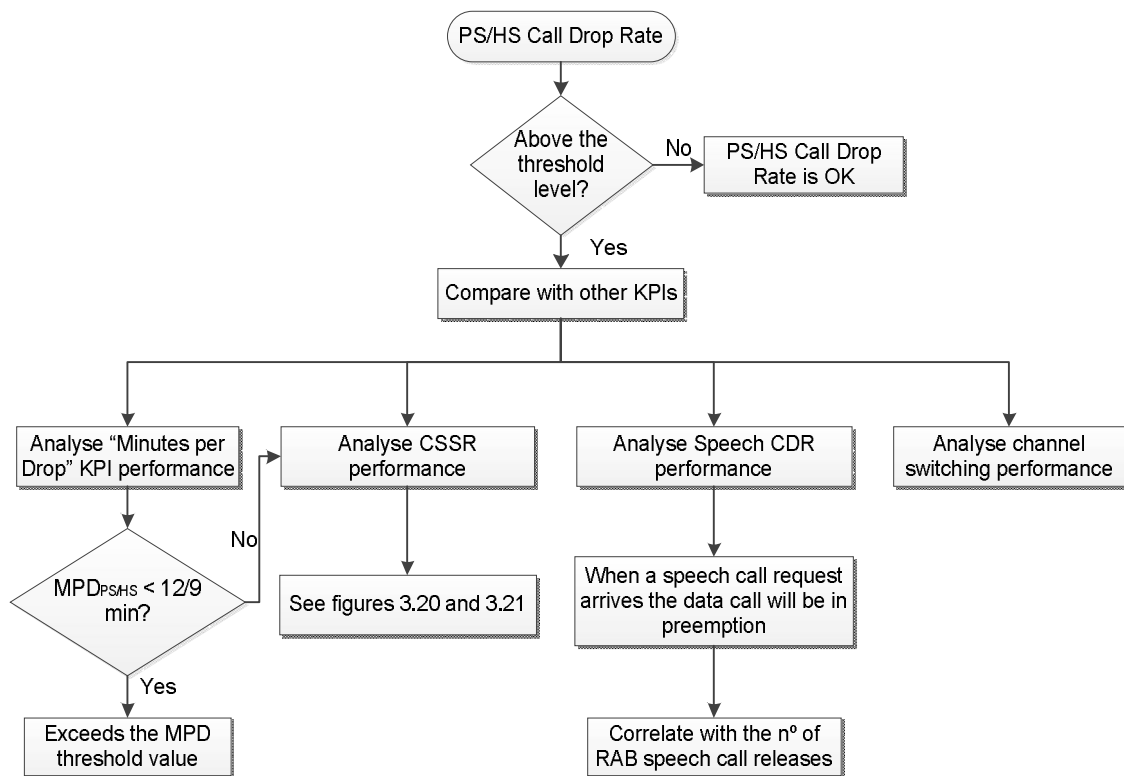 PS/HS Call Drop Rate
Above the
threshold
level?
No
PS/HS Call Drop
Rate is OK
Yes
Compare with other KPIs
Analyse “Minutes per
Drop” KPI performance
Analyse CSSR
performance
Analyse Speech CDR
performance
Analyse channel
switching performance
No
MPDPS/HS < 12/9
min?
See figures 3.20 and 3.21
When a speech call request
arrives the data call will be in
preemption
Yes
Exceeds the MPD
threshold value
Correlate with the nº of
RAB speech call releases